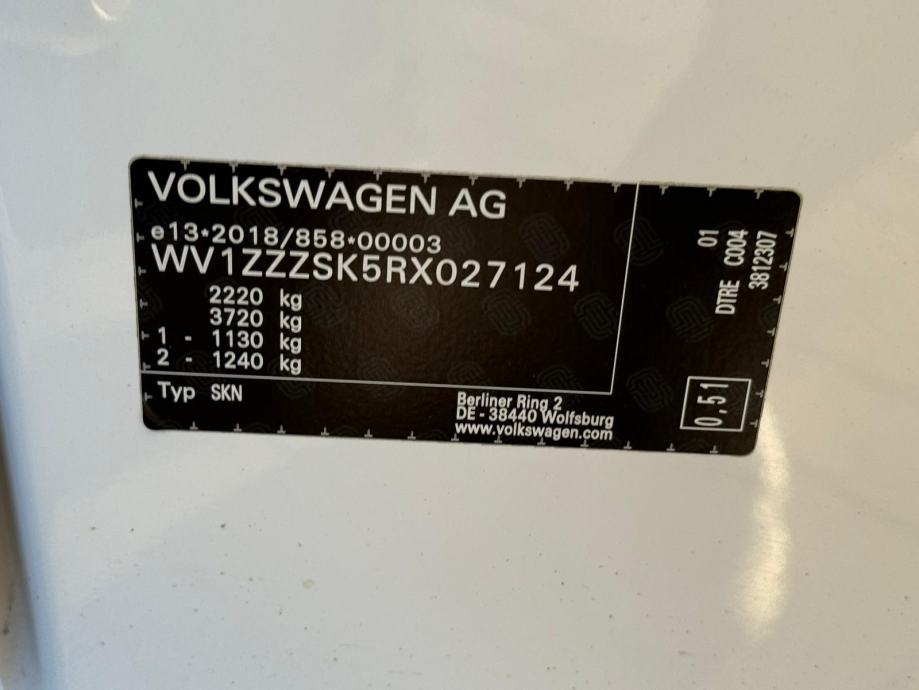 VOLKSWAGEN AG
e13*2018/858*00003
WV1ZZZSK5RX027124
2220 kg
3720 kg
1 - 1130 kg
2 - 1240 kg
Typ SKN
Berliner Ring 2
DE - 38440 Wolfsburg
www.volkswagen.com
01
DTRE C004
3812307
0,51